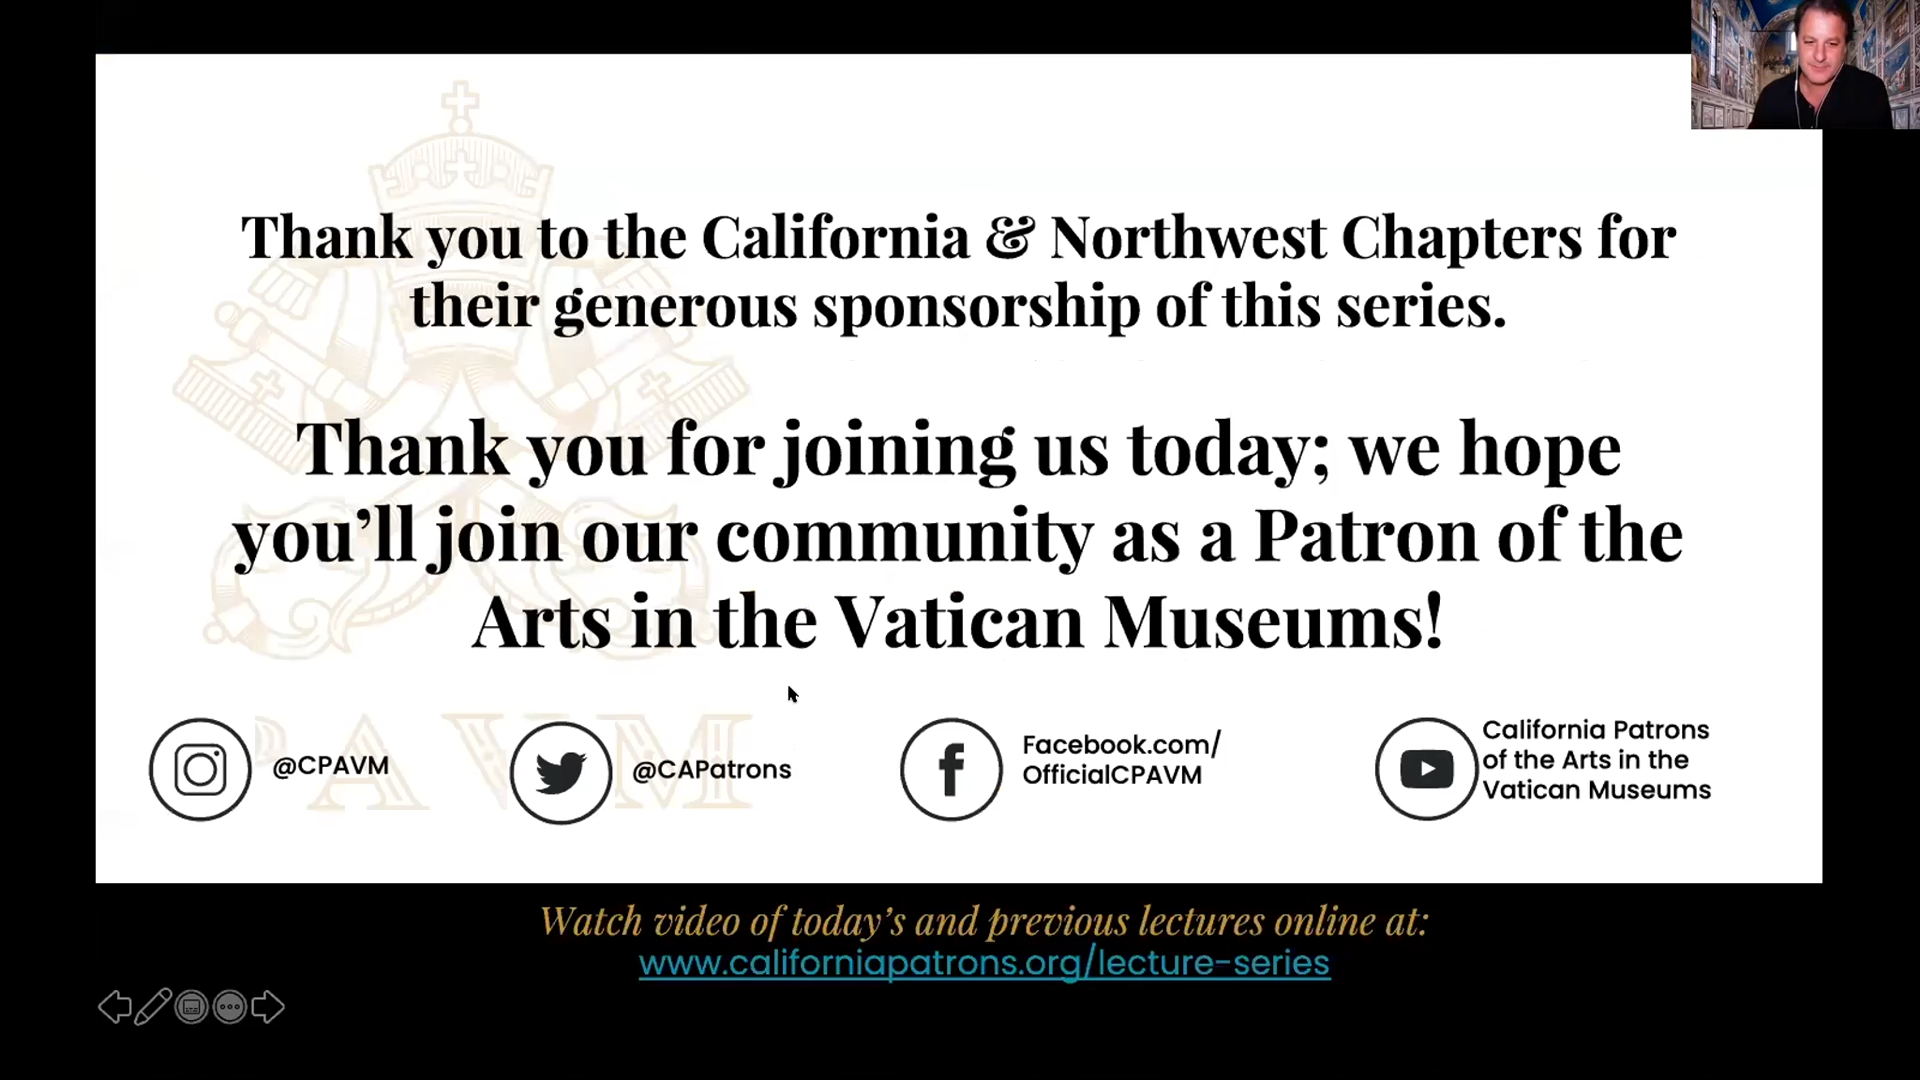 Thank you to the California & Northwest Chapters for
their generous sponsorship of this series.
Thank you for joining us today; we hope
you’ll join our community as a Patron of the
Arts in the Vatican Museums!
PAVM
@CPAVM
@CAPatrons
Facebook.com/
OfficialCPAVM
California Patrons
of the Arts in the
Vatican Museums
Watch video of today’s and previous lectures online at:
www.californiapatrons.org/lecture-series